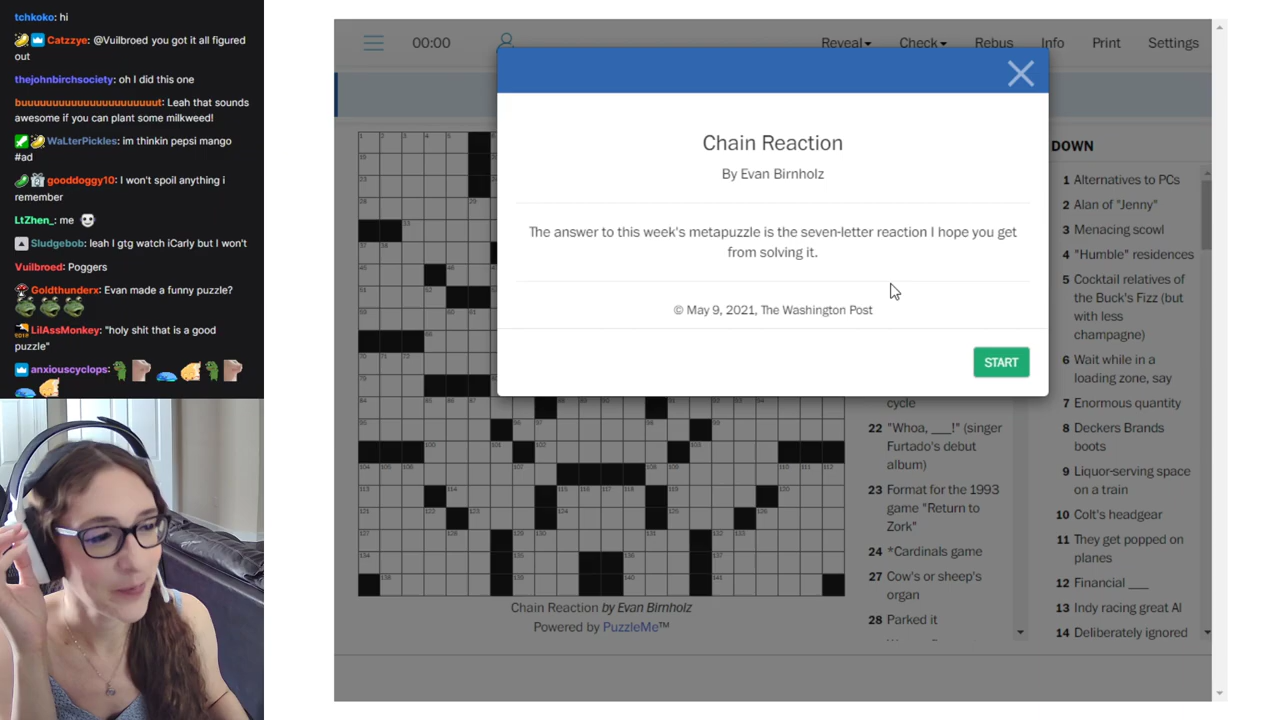 tchkoko: hi
Catzzye: @Vuilbroed you got it all figured
out
thejohnbirchsociety: oh I did this one
buuuuuuuuuuuuuuuuuuuuut: Leah that sounds
awesome if you can plant some milkweed!
WaLterPickles: im thinkin pepsi mango
#ad
gooddoggy10: I won't spoil anything i
remember
LtZhen_: me
Sludgebob: leah I gtg watch iCarly but I won't
Vuilbroed: Poggers
Goldthunderx: Evan made a funny puzzle?
LilAssMonkey: "holy shit that is a good
puzzle"
anxiouscyclops:
00:00
Reveal
Check
Rebus
Info
Print
Settings
Chain Reaction
By Evan Birnholz
The answer to this week's metapuzzle is the seven-letter reaction I hope you get
from solving it.
© May 9, 2021, The Washington Post
START
cycle
22 "Whoa, ___!" (singer
Furtado's debut
album)
23 Format for the 1993
game "Return to
Zork"
24 *Cardinals game
27 Cow's or sheep's
organ
28 Parked it
DOWN
1 Alternatives to PCs
2 Alan of "Jenny"
3 Menacing scowl
4 "Humble" residences
5 Cocktail relatives of
the Buck's Fizz (but
with less
champagne)
6 Wait while in a
loading zone, say
7 Enormous quantity
8 Deckers Brands
boots
9 Liquor-serving space
on a train
10 Colt's headgear
11 They get popped on
planes
12 Financial ___
13 Indy racing great Al
14 Deliberately ignored
Chain Reaction by Evan Birnholz
Powered by PuzzleMe™